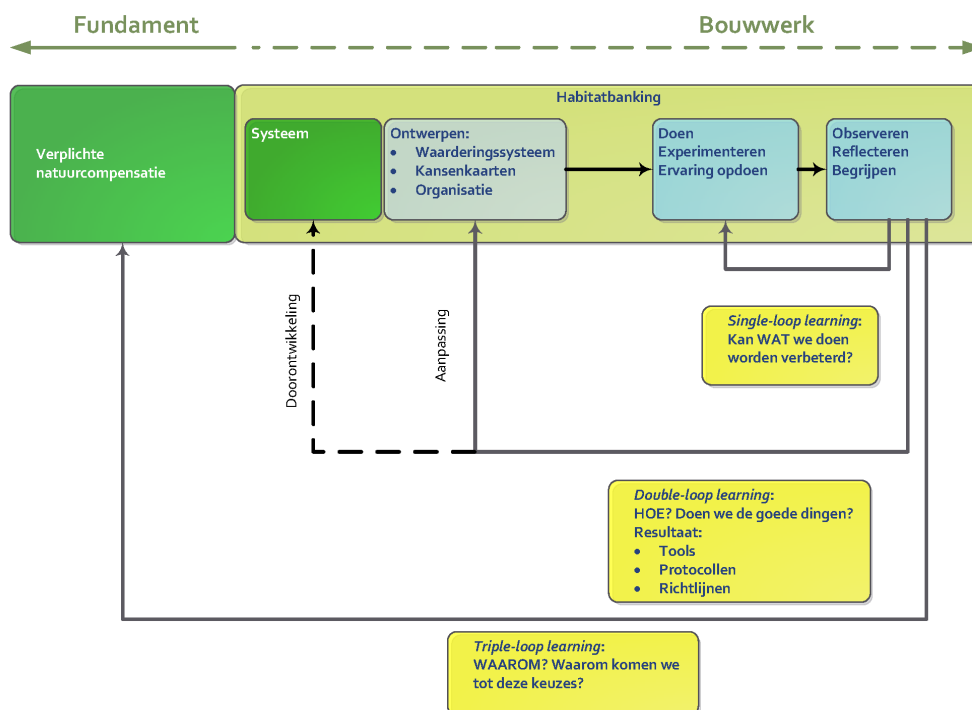 Fundament
Bouwwerk
Habitatbanking
Verplichte
natuurcompensatie
Systeem
Ontwerpen:
• Waarderingssysteem
• Kansenkaarten
• Organisatie
Doen
Experimenteren
Ervaring opdoen
Observeren
Reflecteren
Begrijpen
Doorontwikkeling
Aanpassing
Single-loop learning:
Kan WAT we doen
worden verbeterd?
Double-loop learning:
HOE? Doen we de goede dingen?
Resultaat:
• Tools
• Protocollen
• Richtlijnen
Triple-loop learning:
WAAROM? Waarom komen we
tot deze keuzes?